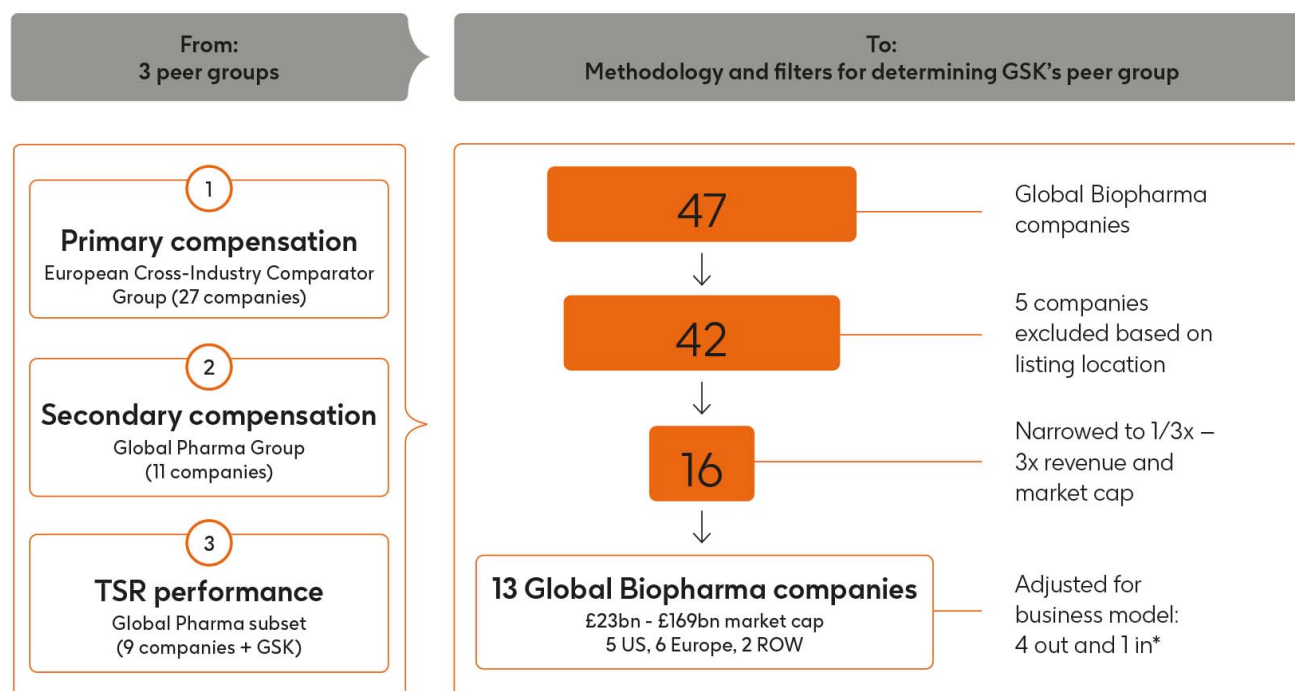 From:
3 peer groups
To:
Methodology and filters for determining GSK's peer group
1
Primary compensation
European Cross-Industry Comparator
Group (27 companies)
2
Secondary compensation
Global Pharma Group
(11 companies)
3
TSR performance
Global Pharma subset
(9 companies + GSK)
47
Global Biopharma
companies
42
5 companies
excluded based on
listing location
16
Narrowed to 1/3x –
3x revenue and
market cap
13 Global Biopharma companies
£23bn - £169bn market cap
5 US, 6 Europe, 2 ROW
Adjusted for
business model:
4 out and 1 in*